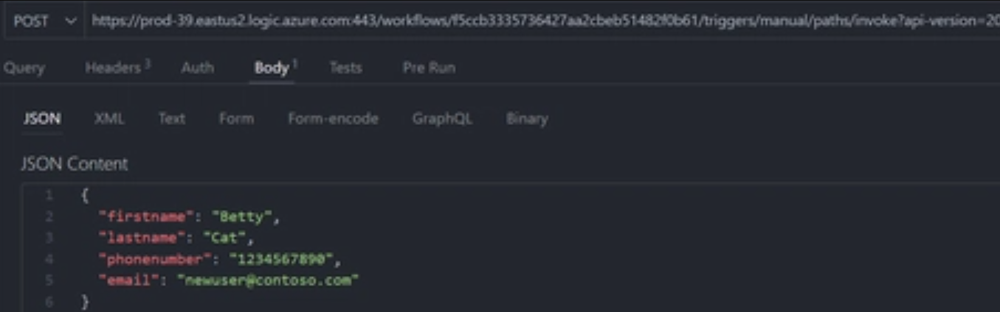 POST https://prod-39.eastus2.logic.azure.com:443/workflows/f5ccb3335736427aa2cbeb51482f0b61/triggers/manual/paths/invoke?api-version=20
Query Headers 3 Auth Body 1 Tests Pre Run
JSON XML Text Form Form-encode GraphQL Binary
JSON Content
1 {
2 "firstname": "Betty",
3 "lastname": "Cat",
4 "phonenumber": "1234567890",
5 "email": "newuser@contoso.com"
6 }